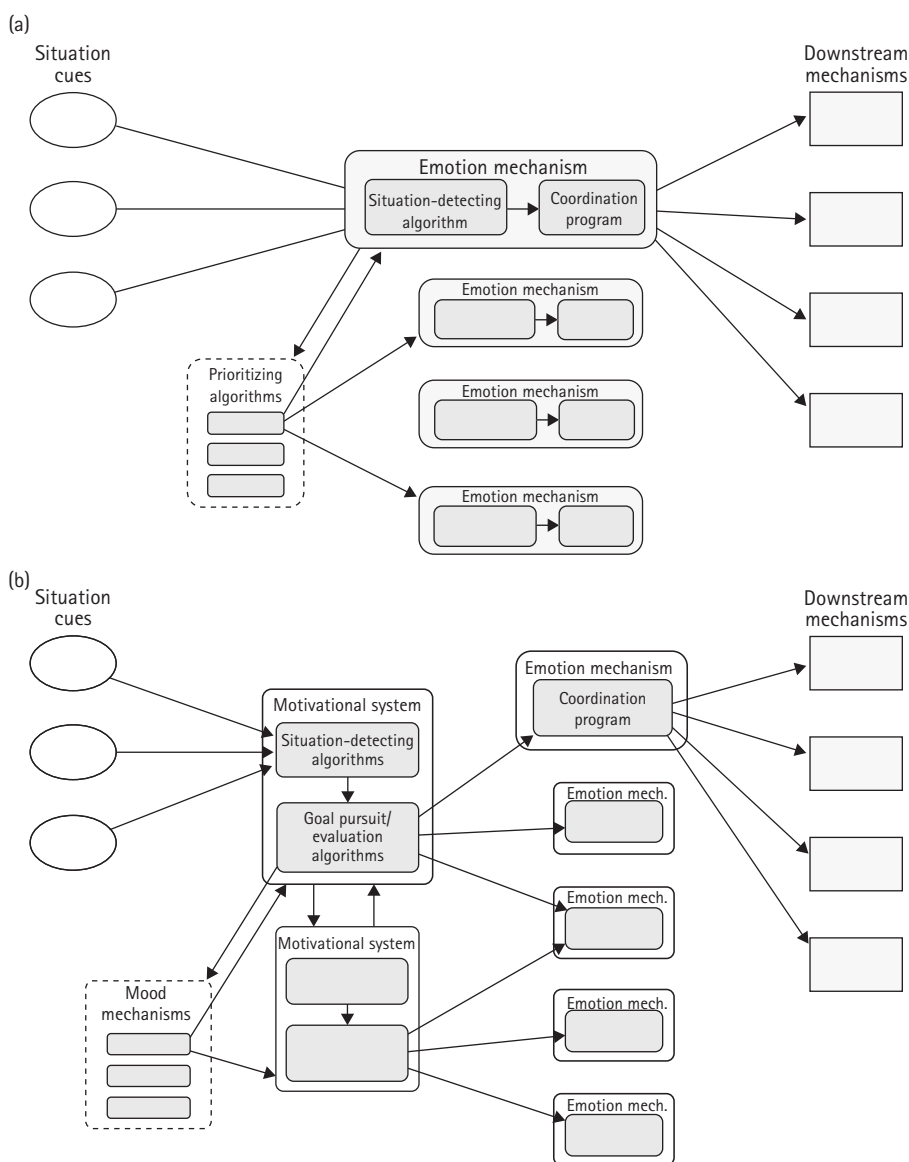 (a)
Situation
cues
Downstream
mechanisms
Emotion mechanism
Situation-detecting
algorithm
Coordination
program
Emotion mechanism
Prioritizing
algorithms
Emotion mechanism
Emotion mechanism
(b)
Situation
cues
Downstream
mechanisms
Emotion mechanism
Coordination
program
Motivational system
Situation-detecting
algorithms
Goal pursuit/
evaluation
algorithms
Emotion mech.
Emotion mech.
Motivational system
Mood
mechanisms
Emotion mech.
Emotion mech.